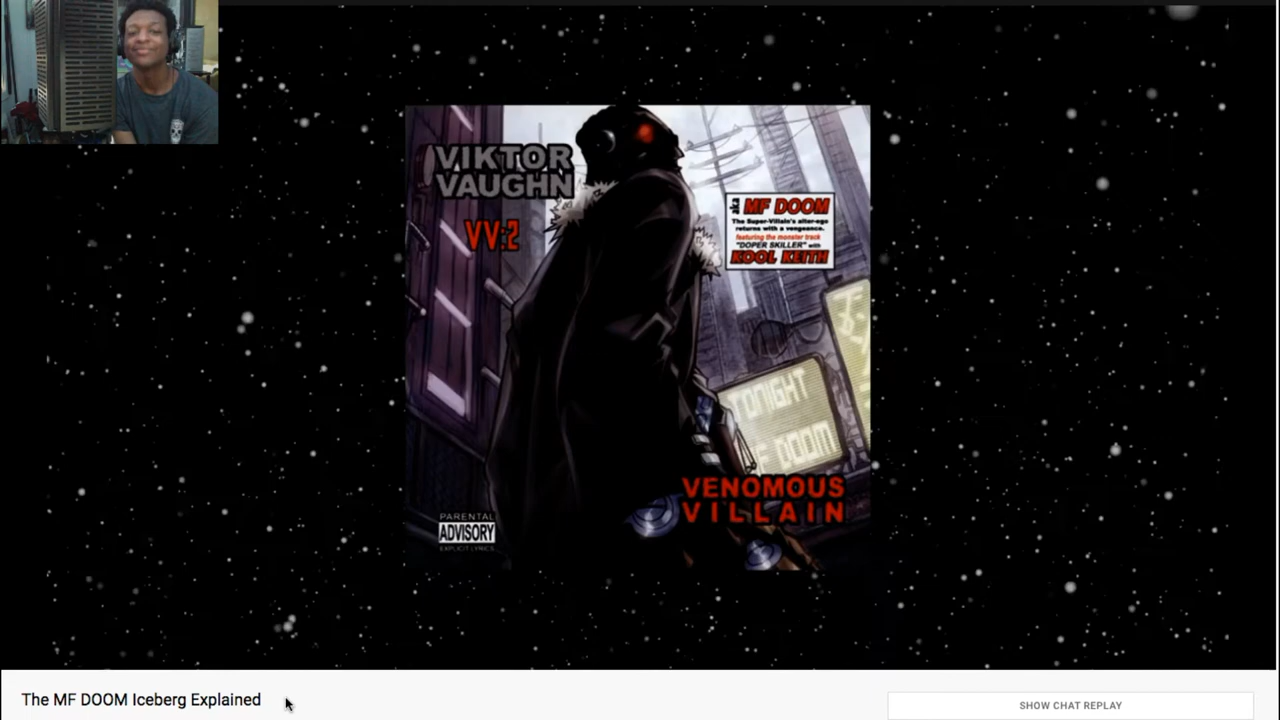 VIKTOR
VAUGHN
VV:2
aka MF DOOM
The Super-Villain's alter-ego
returns with a vengeance.
featuring the monster track
"DOPER SKILLER" with
KOOL KEITH
TONIGHT
DOOM
VENOMOUS
VILLAIN
PARENTAL
ADVISORY
EXPLICIT LYRICS
The MF DOOM Iceberg Explained
SHOW CHAT REPLAY